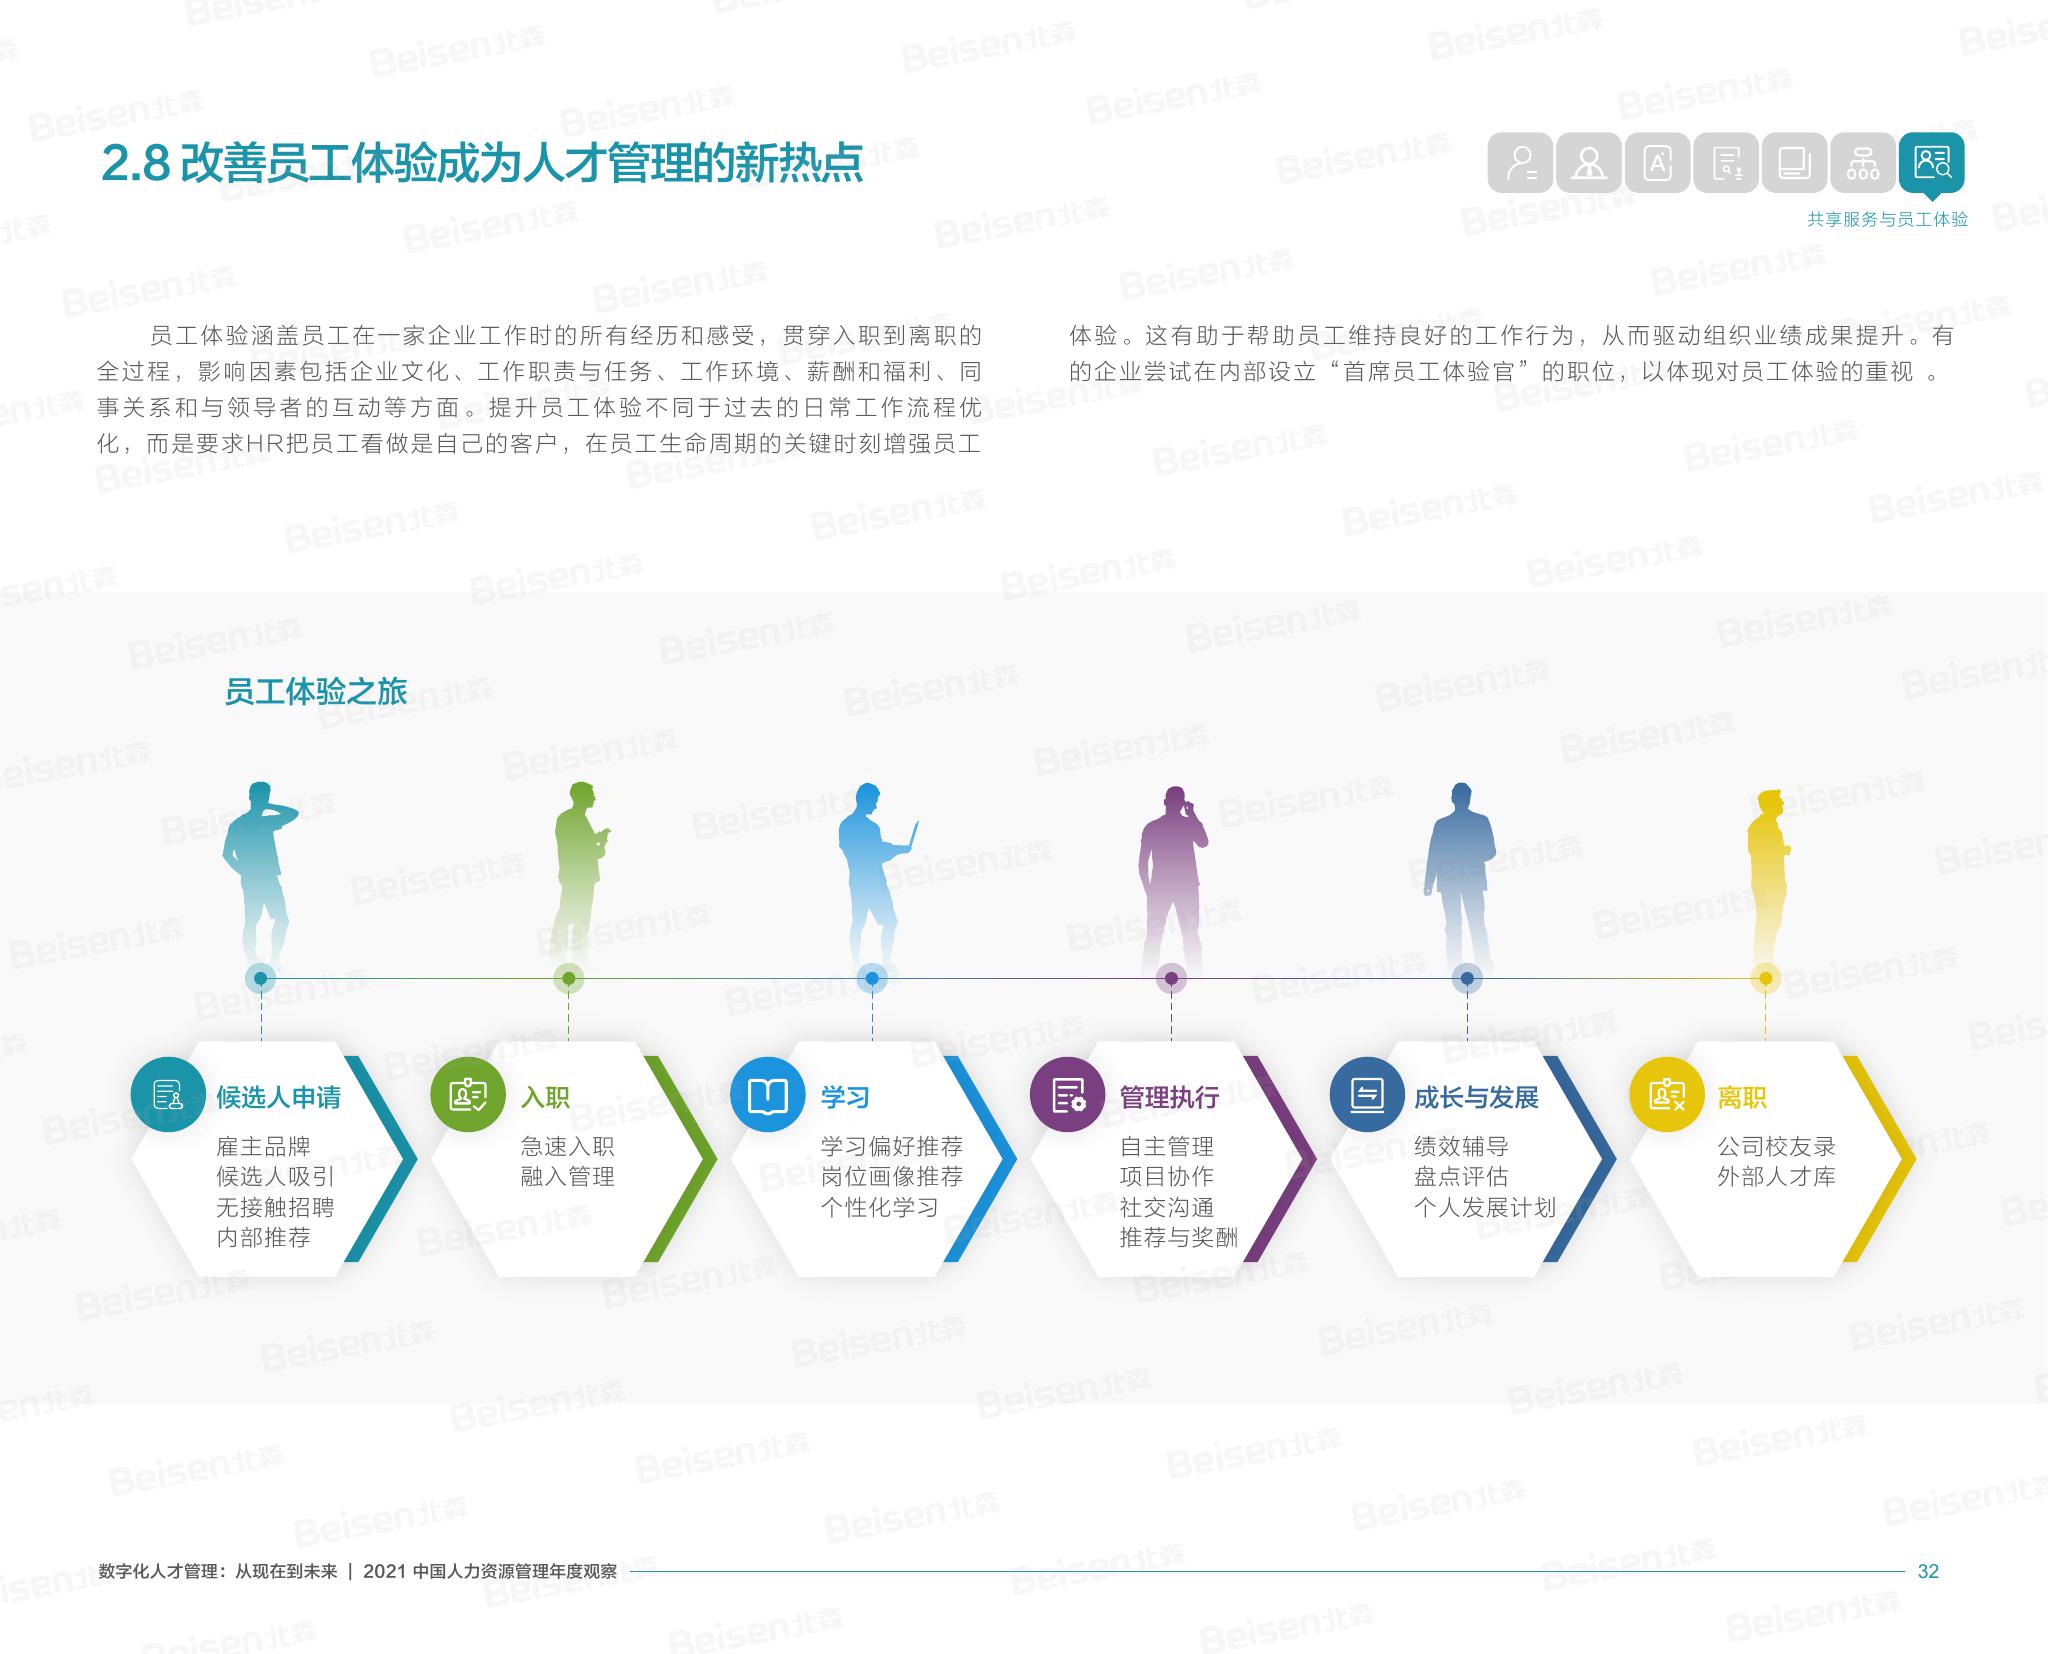 2.8 改善员工体验成为人才管理的新热点
共享服务与员工体验
员工体验涵盖员工在一家企业工作时的所有经历和感受，贯穿入职到离职的
全过程，影响因素包括企业文化、工作职责与任务、工作环境、薪酬和福利、同
事关系和与领导者的互动等方面。提升员工体验不同于过去的日常工作流程优
化，而是要求HR把员工看做是自己的客户，在员工生命周期的关键时刻增强员工
体验。这有助于帮助员工维持良好的工作行为，从而驱动组织业绩成果提升。有
的企业尝试在内部设立“首席员工体验官”的职位，以体现对员工体验的重视 。
员工体验之旅
候选人申请
雇主品牌
候选人吸引
无接触招聘
内部推荐
入职
急速入职
融入管理
学习
学习偏好推荐
岗位画像推荐
个性化学习
管理执行
自主管理
项目协作
社交沟通
推荐与奖酬
成长与发展
绩效辅导
盘点评估
个人发展计划
离职
公司校友录
外部人才库
数字化人才管理：从现在到未来 | 2021 中国人力资源管理年度观察
32
Beisen北森